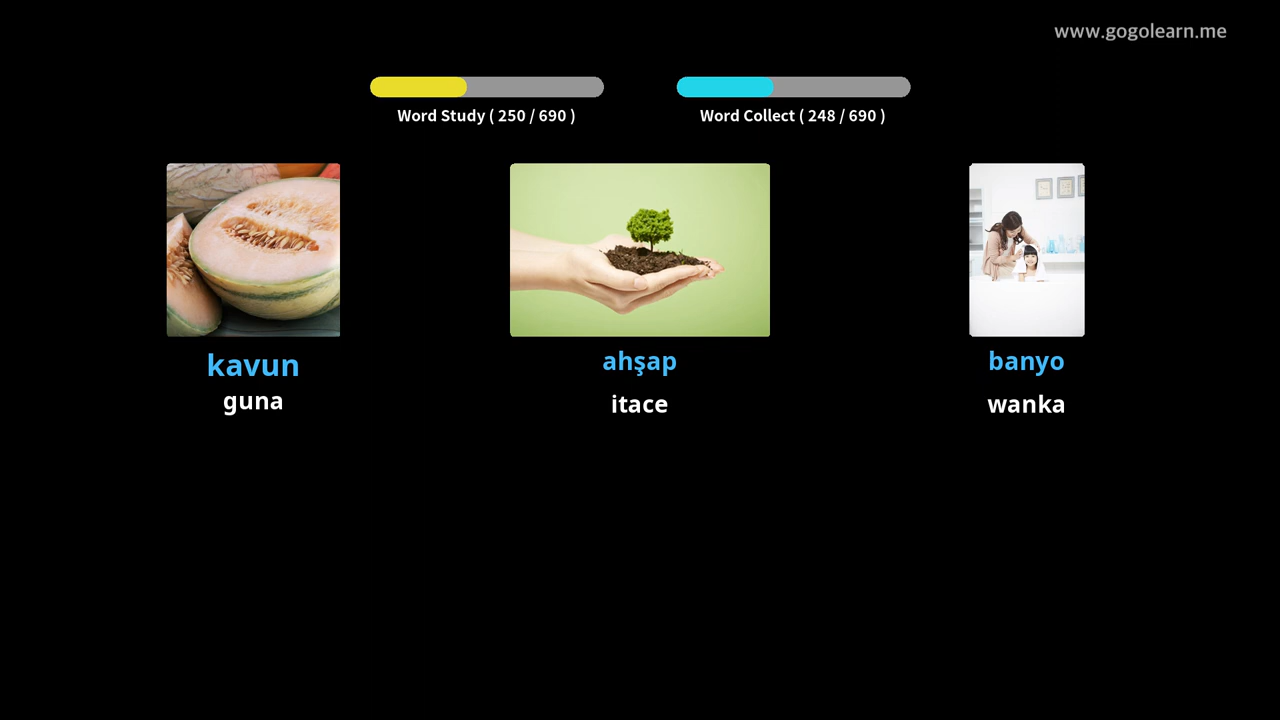 www.gogolearn.me
Word Study ( 250 / 690 )
Word Collect ( 248 / 690 )
kavun
guna
ahşap
itace
banyo
wanka